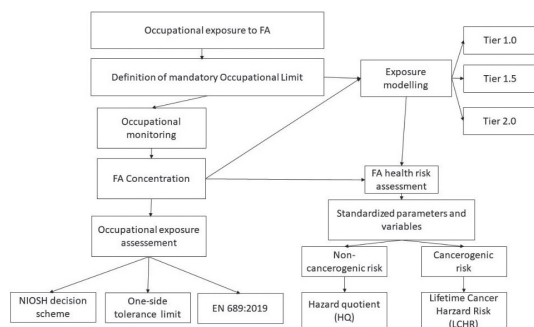 Occupational exposure to FA
Definition of mandatory Occupational Limit
Exposure
modelling
Tier 1.0
Tier 1.5
Tier 2.0
Occupational
monitoring
FA Concentration
FA health risk
assessment
Occupational exposure
assessment
Standardized parameters and
variables
Non-
cancerogenic risk
Cancerogenic
risk
NIOSH decision
scheme
One-side
tolerance limit
EN 689:2019
Hazard quotient
(HQ)
Lifetime Cancer
Harzard Risk
(LCHR)